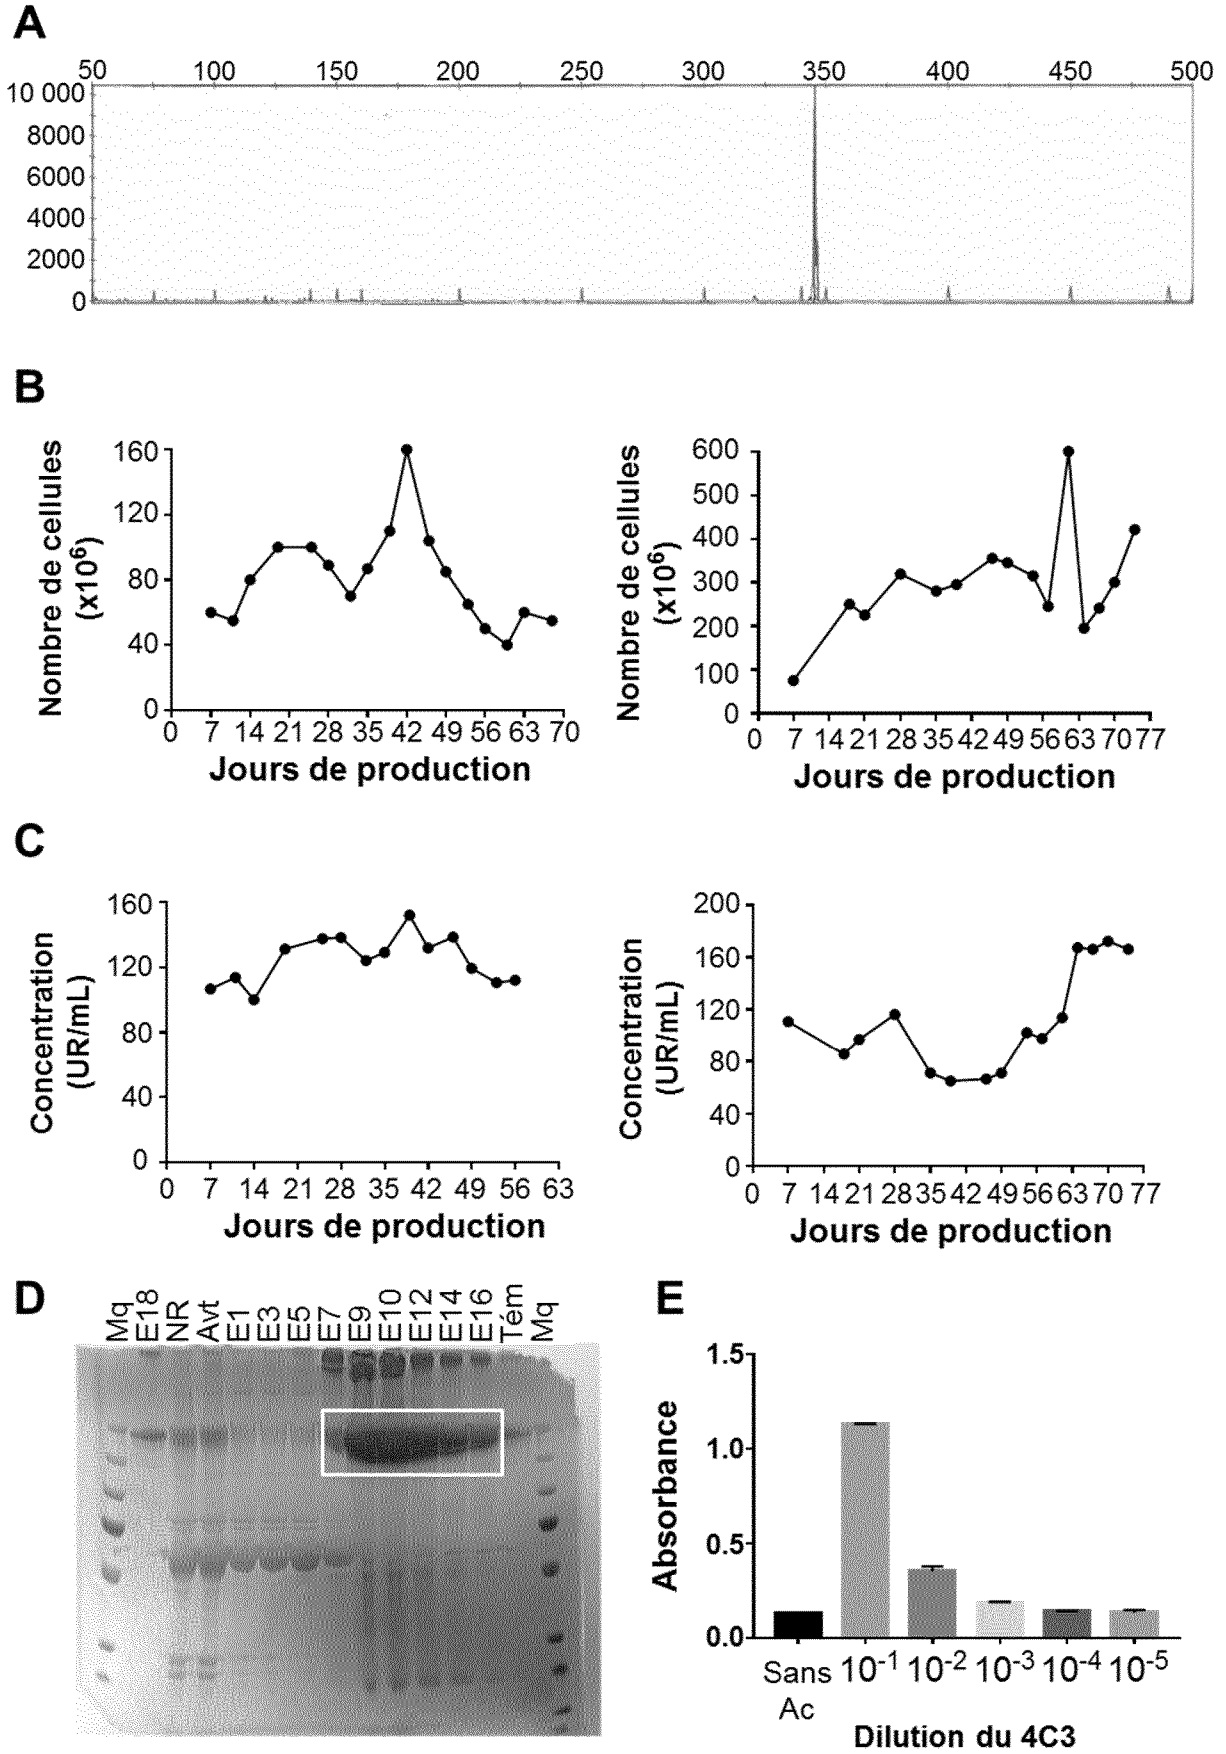 A
50 100 150 200 250 300 350 400 450 500
10 000
8000
6000
4000
2000
0
B
Nombre de cellules
(x10⁶)
160
120
80
40
0
0 7 14 21 28 35 42 49 56 63 70
Jours de production
Nombre de cellules
(x10⁶)
600
500
400
300
200
100
0
0 7 14 21 28 35 42 49 56 63 70 77
Jours de production
C
Concentration
(UR/mL)
160
120
80
40
0
0 7 14 21 28 35 42 49 56 63
Jours de production
Concentration
(UR/mL)
200
160
120
80
40
0
0 7 14 21 28 35 42 49 56 63 70 77
Jours de production
D
Mq E18 NR Avt E1 E3 E5 E7 E9 E10 E12 E14 E16 Tém Mq
E
Absorbance
1.5
1.0
0.5
0.0
Sans Ac 10⁻¹ 10⁻² 10⁻³ 10⁻⁴ 10⁻⁵
Dilution du 4C3